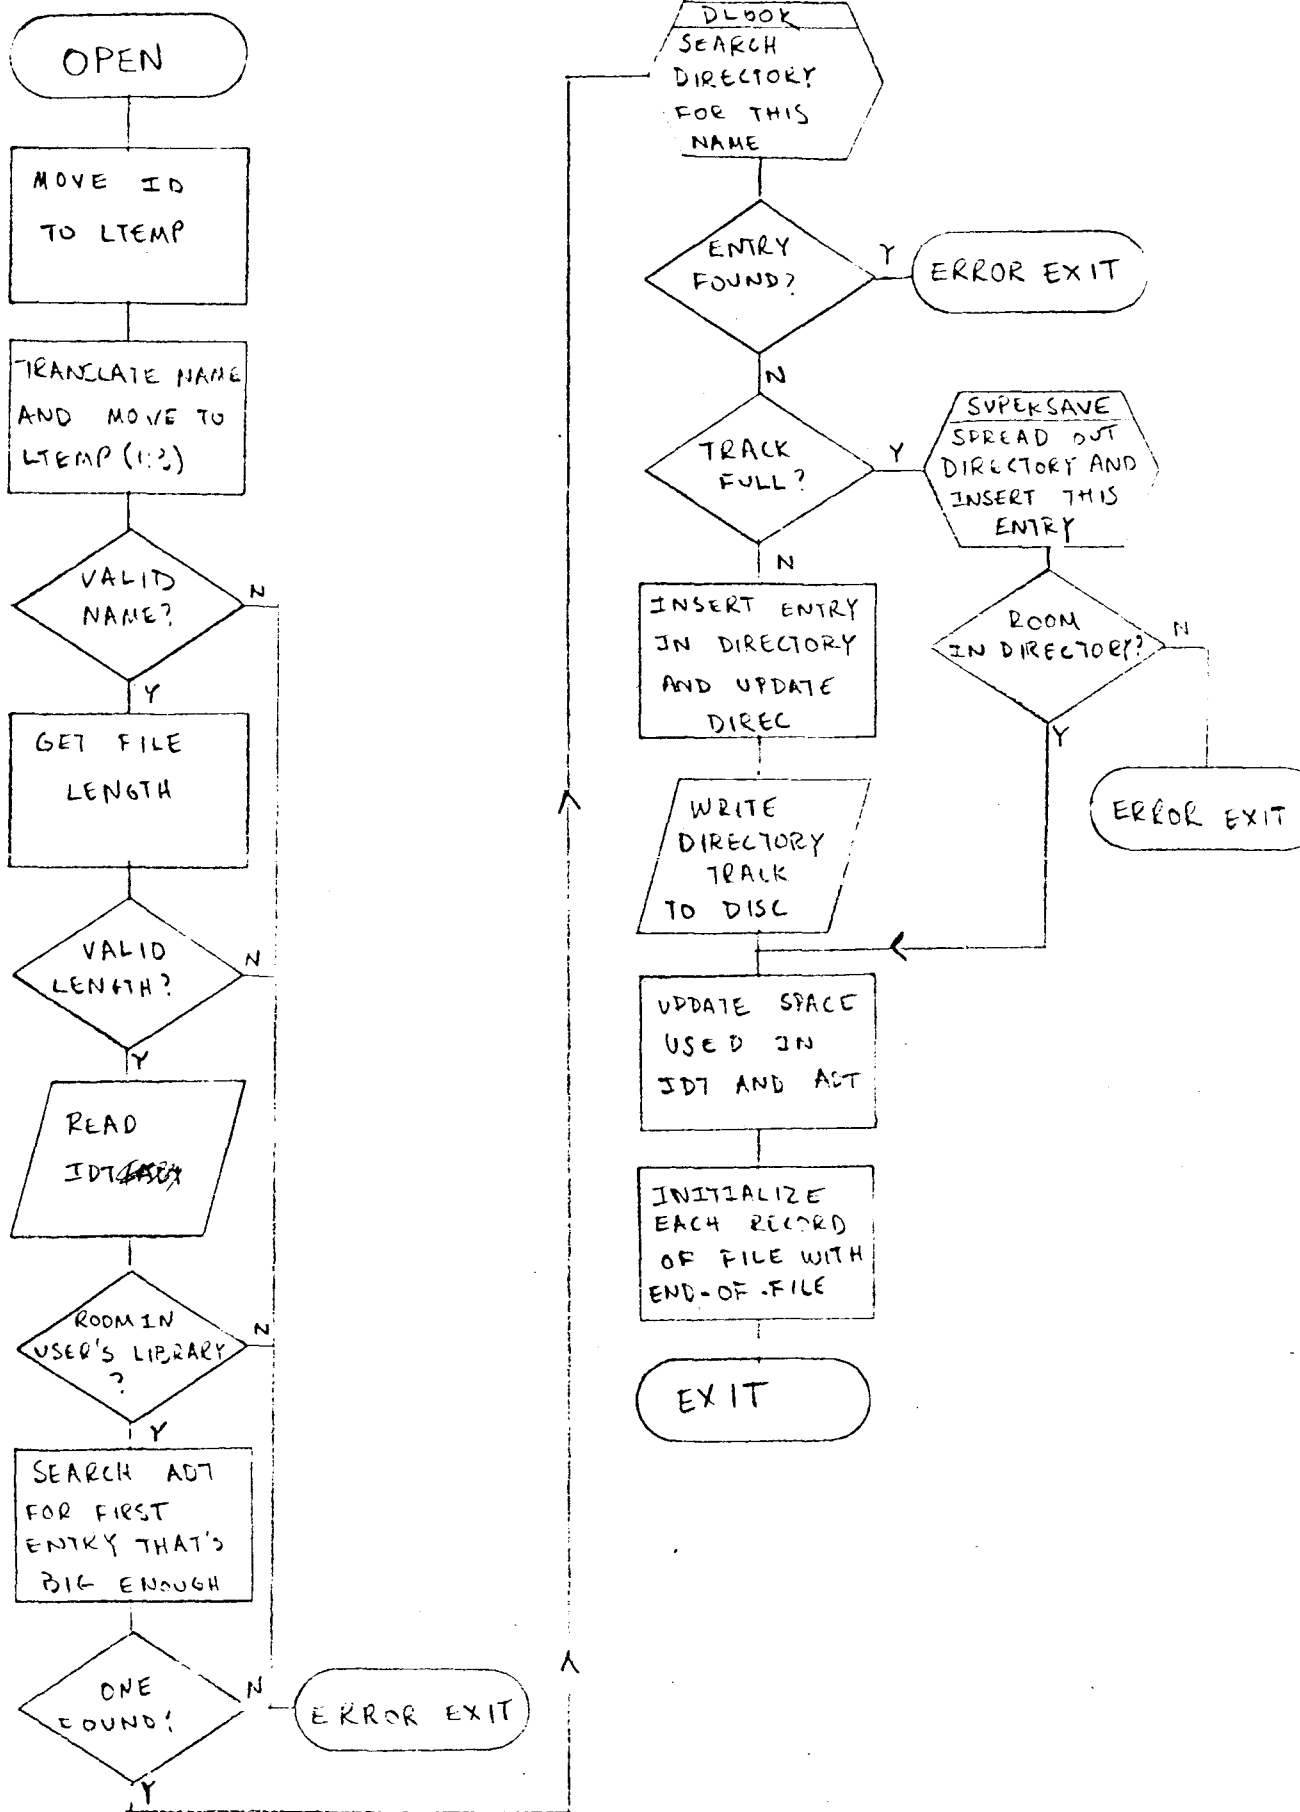 OPEN
MOVE ID
TO LTEMP
TRANSLATE NAME
AND MOVE TO
LTEMP (1:3)
VALID
NAME?
N
Y
GET FILE
LENGTH
VALID
LENGTH?
N
Y
READ
IDT
ROOM IN
USER'S LIBRARY
?
N
Y
SEARCH ADT
FOR FIRST
ENTRY THAT'S
BIG ENOUGH
ONE
FOUND?
N
ERROR EXIT
Y
DLOOK
SEARCH
DIRECTORY
FOR THIS
NAME
ENTRY
FOUND?
Y
ERROR EXIT
N
TRACK
FULL?
Y
SUPERSAVE
SPREAD OUT
DIRECTORY AND
INSERT THIS
ENTRY
N
INSERT ENTRY
IN DIRECTORY
AND UPDATE
DIREC
ROOM
IN DIRECTORY?
N
Y
ERROR EXIT
WRITE
DIRECTORY
TRACK
TO DISC
UPDATE SPACE
USED IN
IDT AND ADT
INITIALIZE
EACH RECORD
OF FILE WITH
END-OF-FILE
EXIT